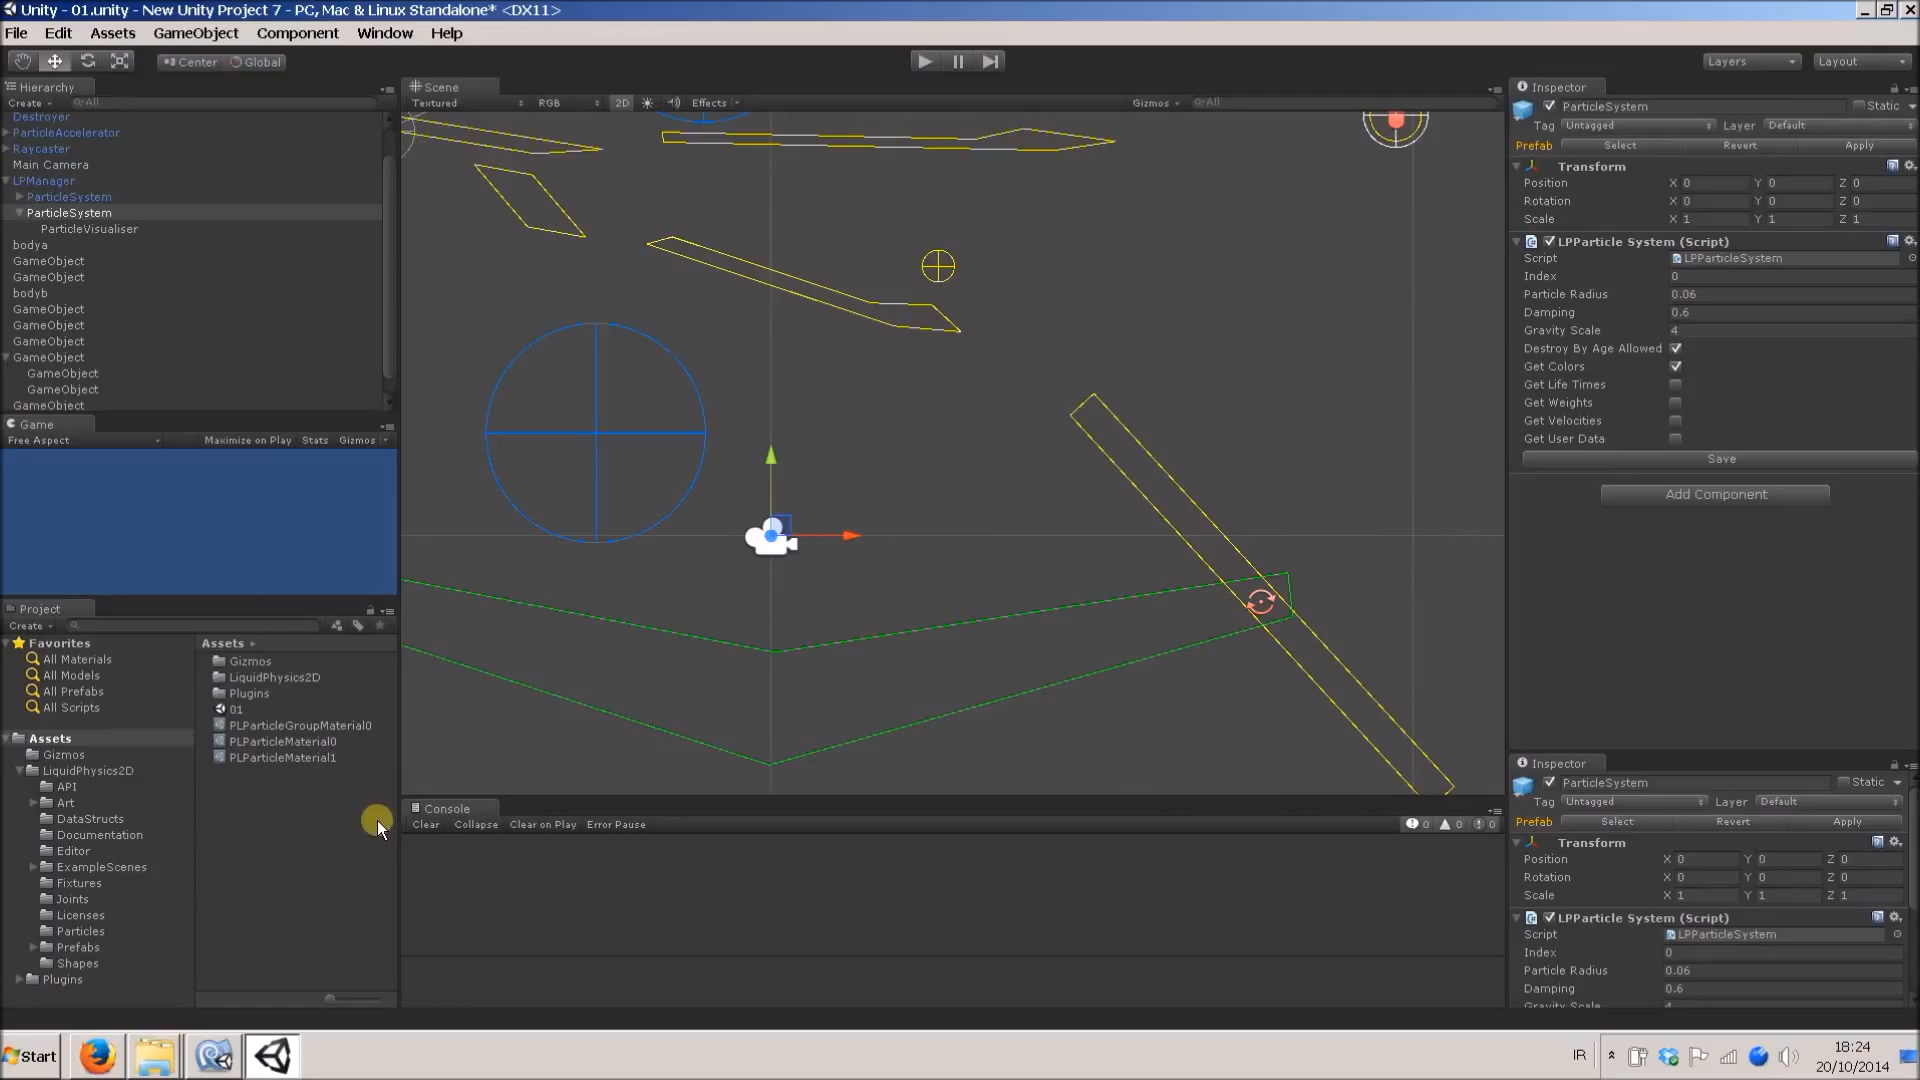 Unity - 01.unity - New Unity Project 7 - PC, Mac & Linux Standalone* <DX11>
File Edit Assets GameObject Component Window Help
Center Global Layers Layout
Hierarchy
Create All
Destroyer
ParticleAccelerator
Raycaster
Main Camera
LPManager
ParticleSystem
ParticleSystem
ParticleVisualiser
bodya
GameObject
GameObject
bodyb
GameObject
GameObject
GameObject
GameObject
GameObject
GameObject
GameObject
Game
Free Aspect Maximize on Play Stats Gizmos
Project
Create
Favorites
All Materials
All Models
All Prefabs
All Scripts
Assets
Gizmos
LiquidPhysics2D
API
Art
DataStructs
Documentation
Editor
ExampleScenes
Fixtures
Joints
Licenses
Particles
Prefabs
Shapes
Plugins
Assets
Gizmos
LiquidPhysics2D
Plugins
01
PLParticleGroupMaterial0
PLParticleMaterial0
PLParticleMaterial1
Scene
Textured RGB 2D Effects Gizmos All
Console
Clear Collapse Clear on Play Error Pause 0 0 0
Inspector
ParticleSystem Static
Tag Untagged Layer Default
Prefab Select Revert Apply
Transform
Position X 0 Y 0 Z 0
Rotation X 0 Y 0 Z 0
Scale X 1 Y 1 Z 1
LPParticle System (Script)
Script LPParticleSystem
Index 0
Particle Radius 0.06
Damping 0.6
Gravity Scale 4
Destroy By Age Allowed
Get Colors
Get Life Times
Get Weights
Get Velocities
Get User Data
Save
Add Component
Inspector
ParticleSystem Static
Tag Untagged Layer Default
Prefab Select Revert Apply
Transform
Position X 0 Y 0 Z 0
Rotation X 0 Y 0 Z 0
Scale X 1 Y 1 Z 1
LPParticle System (Script)
Script LPParticleSystem
Index 0
Particle Radius 0.06
Damping 0.6
Gravity Scale 4
Start IR 18:24
20/10/2014